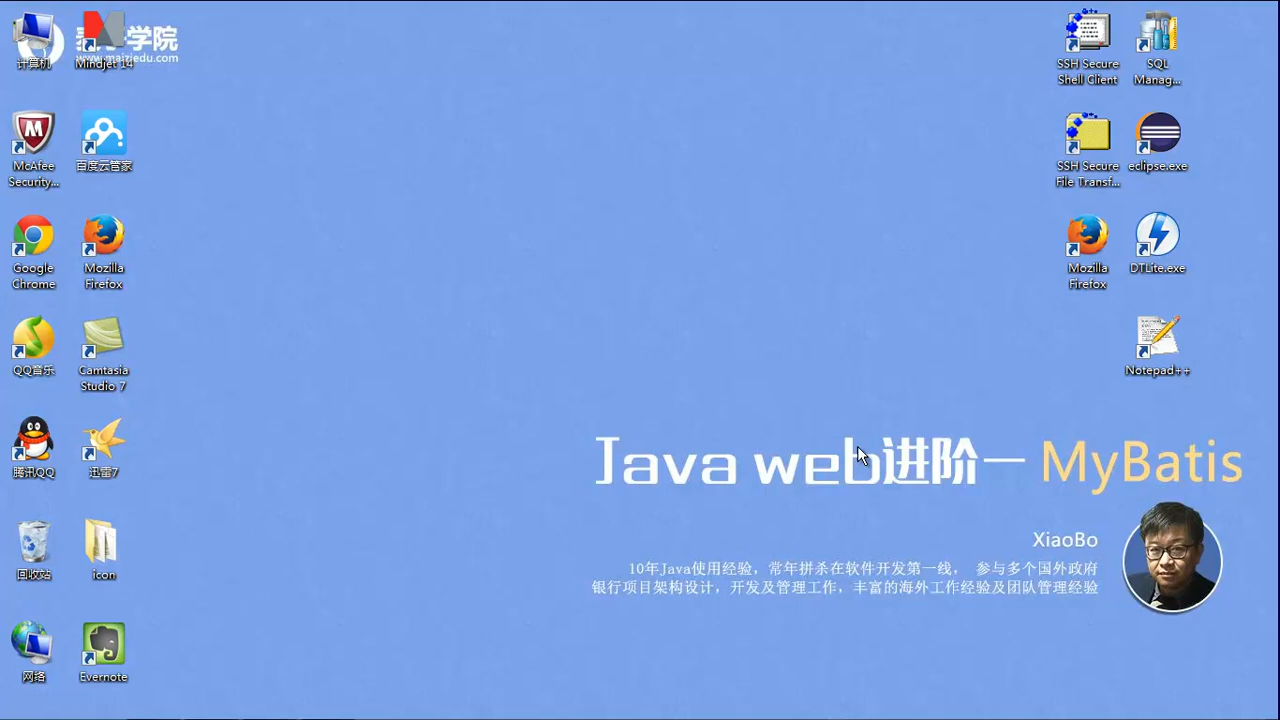 学院
www.maiziedu.com
计算机
Mindjet 14
McAfee
Security...
百度云管家
Google
Chrome
Mozilla
Firefox
QQ音乐
Camtasia
Studio 7
腾讯QQ
迅雷7
回收站
icon
网络
Evernote
SSH Secure
Shell Client
SQL
Manag...
SSH Secure
File Transf...
eclipse.exe
Mozilla
Firefox
DTLite.exe
Notepad++
Java web进阶—MyBatis
XiaoBo
10年Java使用经验，常年拼杀在软件开发第一线， 参与多个国外政府
银行项目架构设计，开发及管理工作，丰富的海外工作经验及团队管理经验